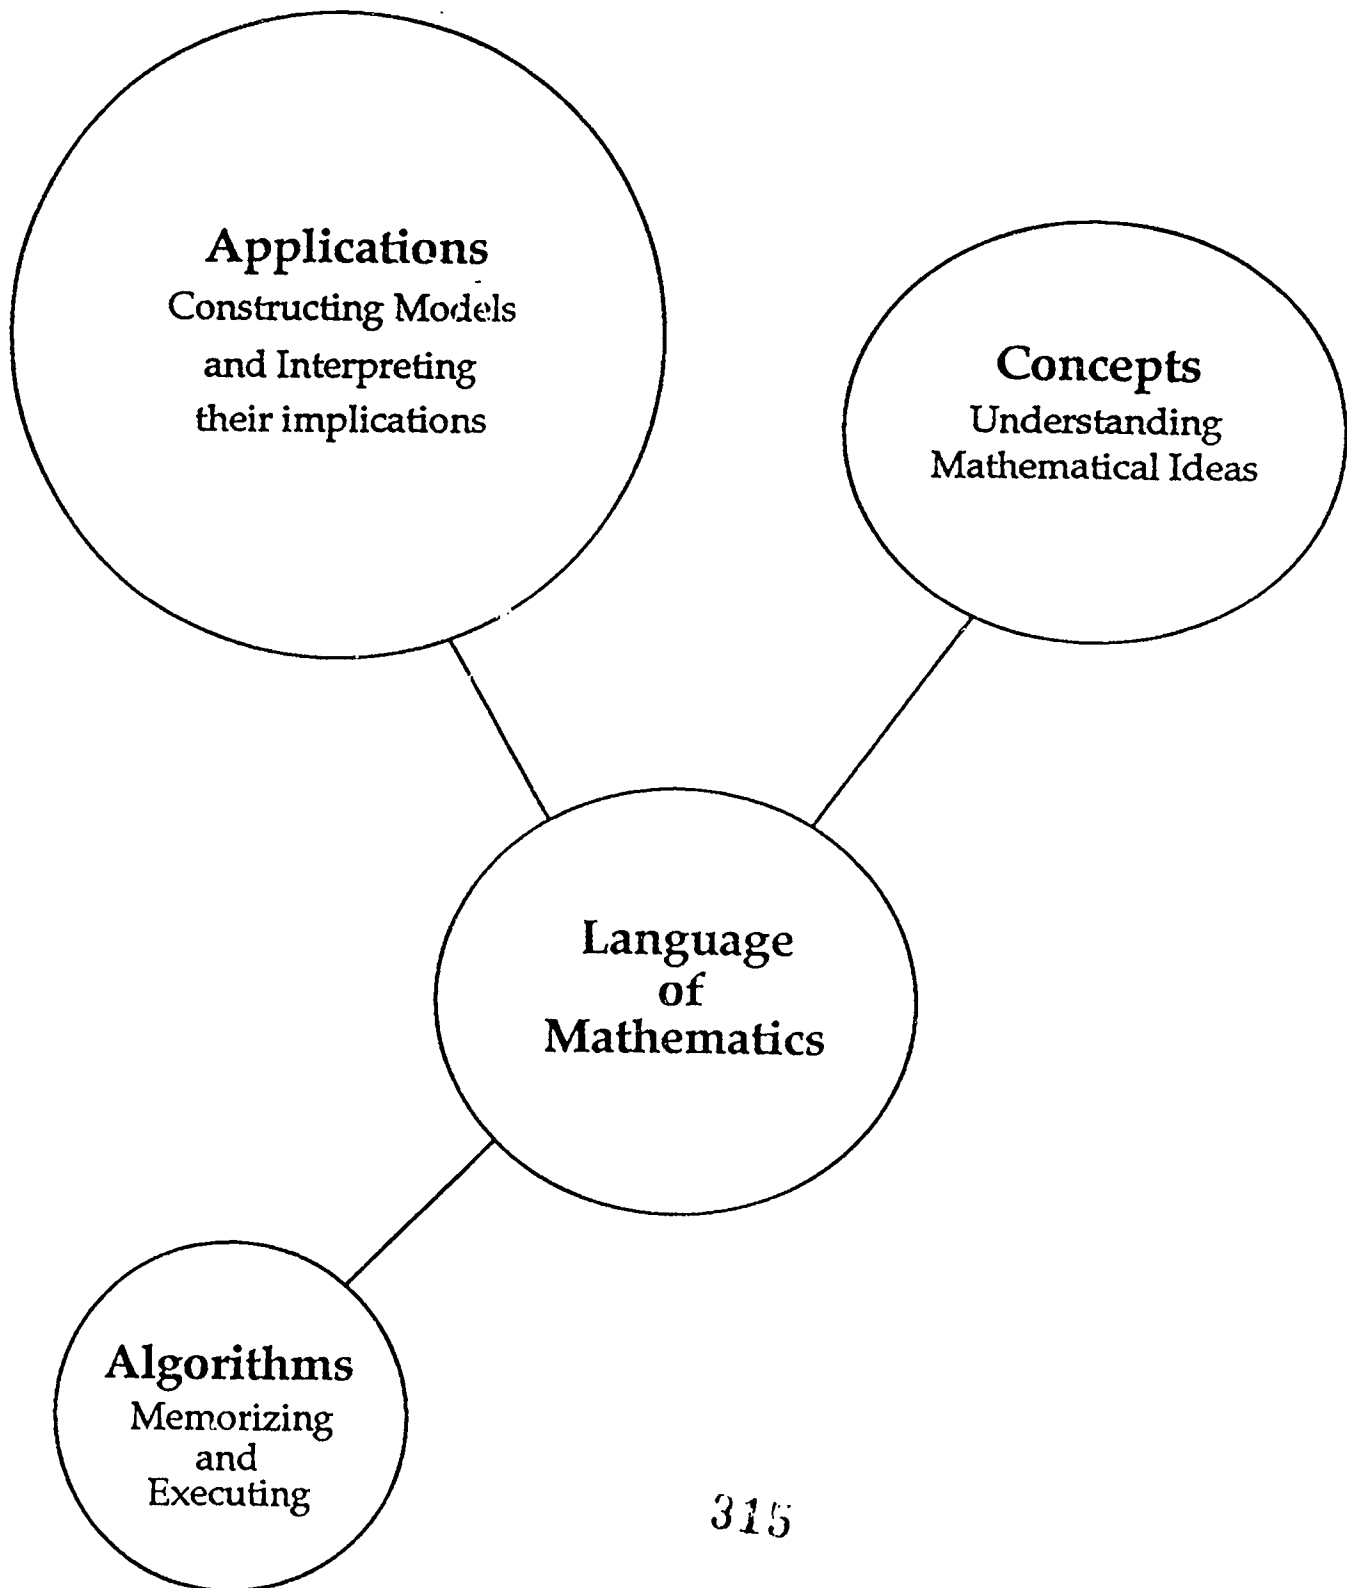 Applications
Constructing Models
and Interpreting
their implications
Concepts
Understanding
Mathematical Ideas
Language
of
Mathematics
Algorithms
Memorizing
and
Executing
315